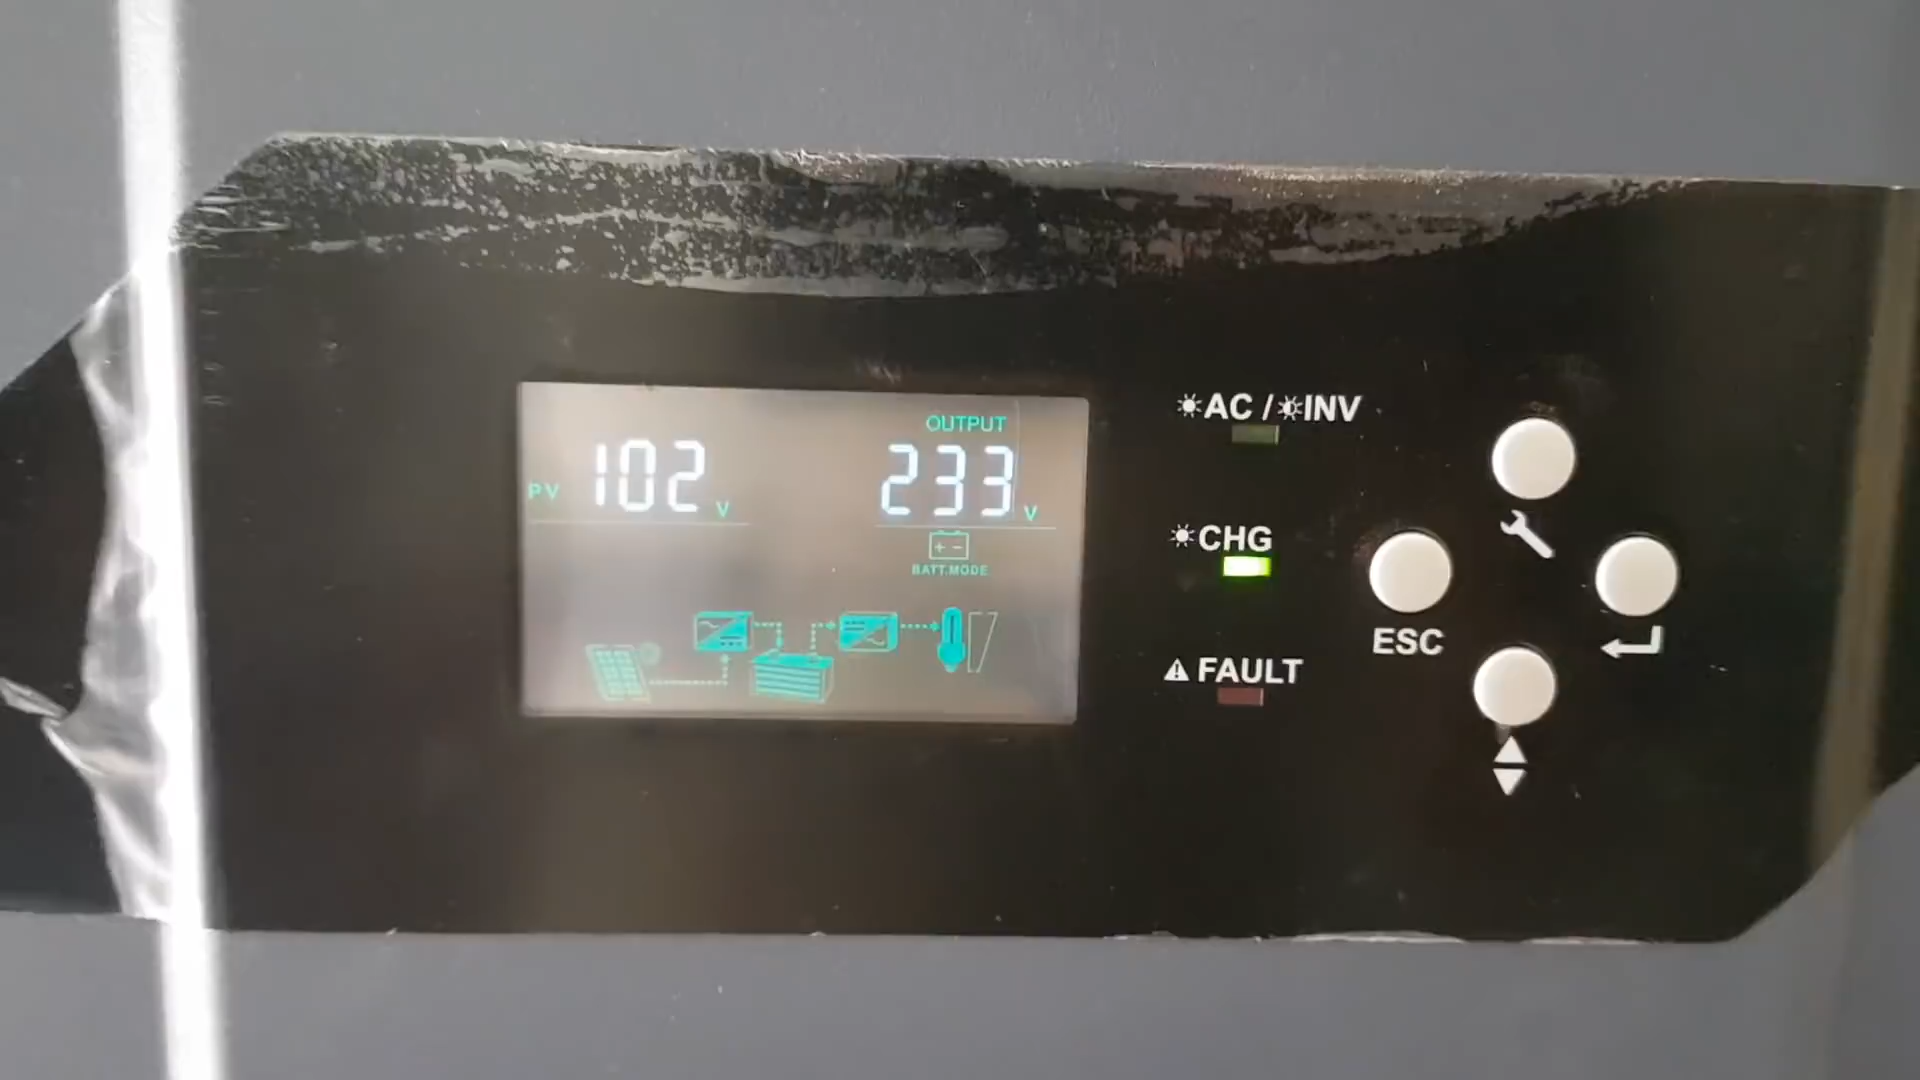 OUTPUT
PV 102 V
233 V
BATT.MODE
AC / INV
CHG
FAULT
ESC